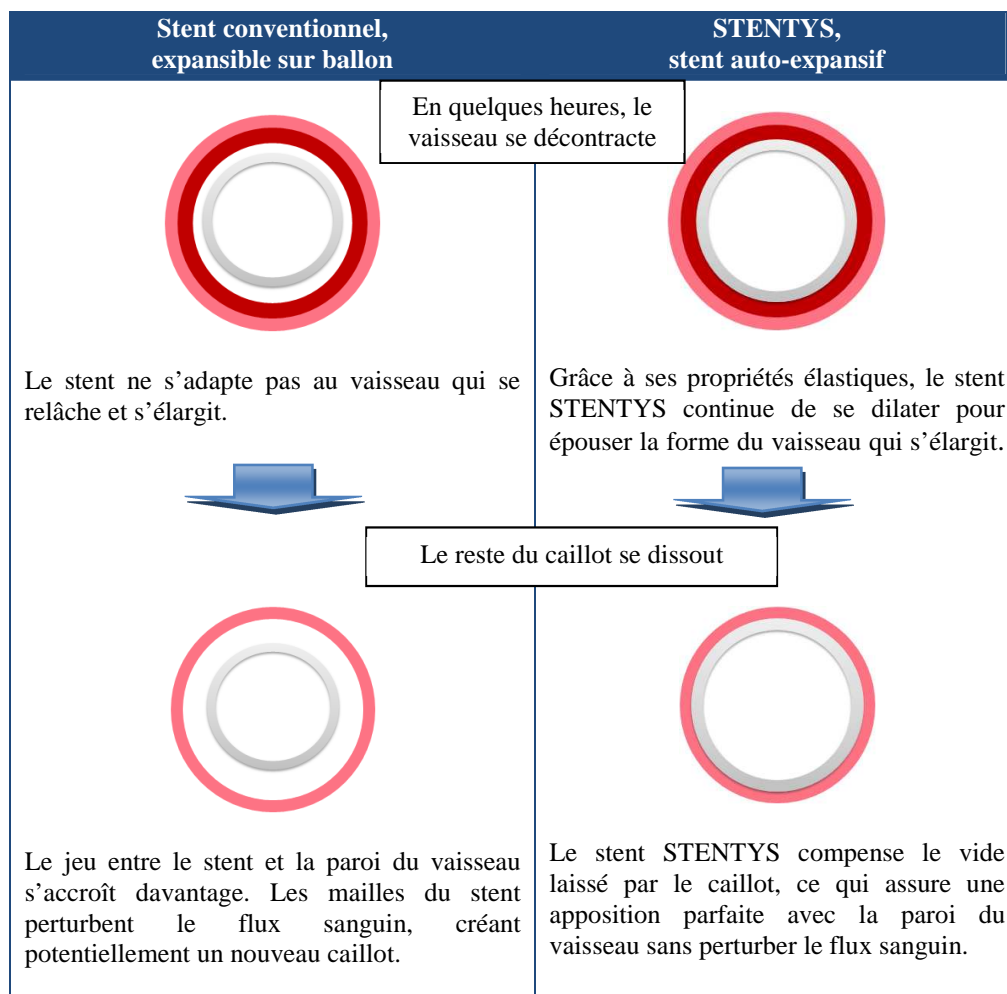 Stent conventionnel,
expansible sur ballon
STENTYS,
stent auto-expansif
En quelques heures, le
vaisseau se décontracte
Le stent ne s’adapte pas au vaisseau qui se
relâche et s’élargit.
Grâce à ses propriétés élastiques, le stent
STENTYS continue de se dilater pour
épouser la forme du vaisseau qui s’élargit.
Le reste du caillot se dissout
Le jeu entre le stent et la paroi du vaisseau
s’accroît davantage. Les mailles du stent
perturbent le flux sanguin, créant
potentiellement un nouveau caillot.
Le stent STENTYS compense le vide
laissé par le caillot, ce qui assure une
apposition parfaite avec la paroi du
vaisseau sans perturber le flux sanguin.